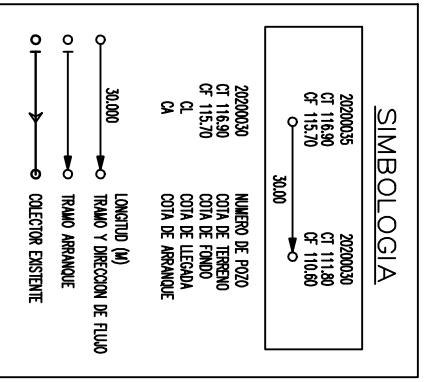 SIMBOLOGIA
20200035 20200030
CT 116.90 CT 111.80
CF 115.70 CF 110.60
30.00
20200030 NUMERO DE POZO
CT 116.90 COTA DE TERRENO
CF 115.70 COTA DE FONDO
CL COTA DE LLEGADA
CA COTA DE ARRANQUE
LONGITUD (M)
30.000 TRAMO Y DIRECCION DE FLUJO
TRAMO ARRANQUE
COLECTOR EXISTENTE